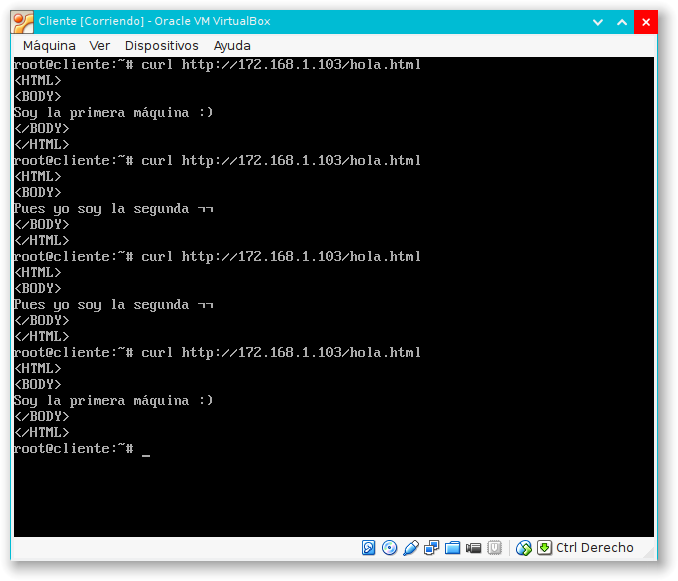 Cliente [Corriendo] - Oracle VM VirtualBox
Máquina Ver Dispositivos Ayuda
root@cliente:~# curl http://172.168.1.103/hola.html
<HTML>
<BODY>
Soy la primera máquina :)
</BODY>
</HTML>
root@cliente:~# curl http://172.168.1.103/hola.html
<HTML>
<BODY>
Pues yo soy la segunda ¬¬
</BODY>
</HTML>
root@cliente:~# curl http://172.168.1.103/hola.html
<HTML>
<BODY>
Pues yo soy la segunda ¬¬
</BODY>
</HTML>
root@cliente:~# curl http://172.168.1.103/hola.html
<HTML>
<BODY>
Soy la primera máquina :)
</BODY>
</HTML>
root@cliente:~# _
Ctrl Derecho